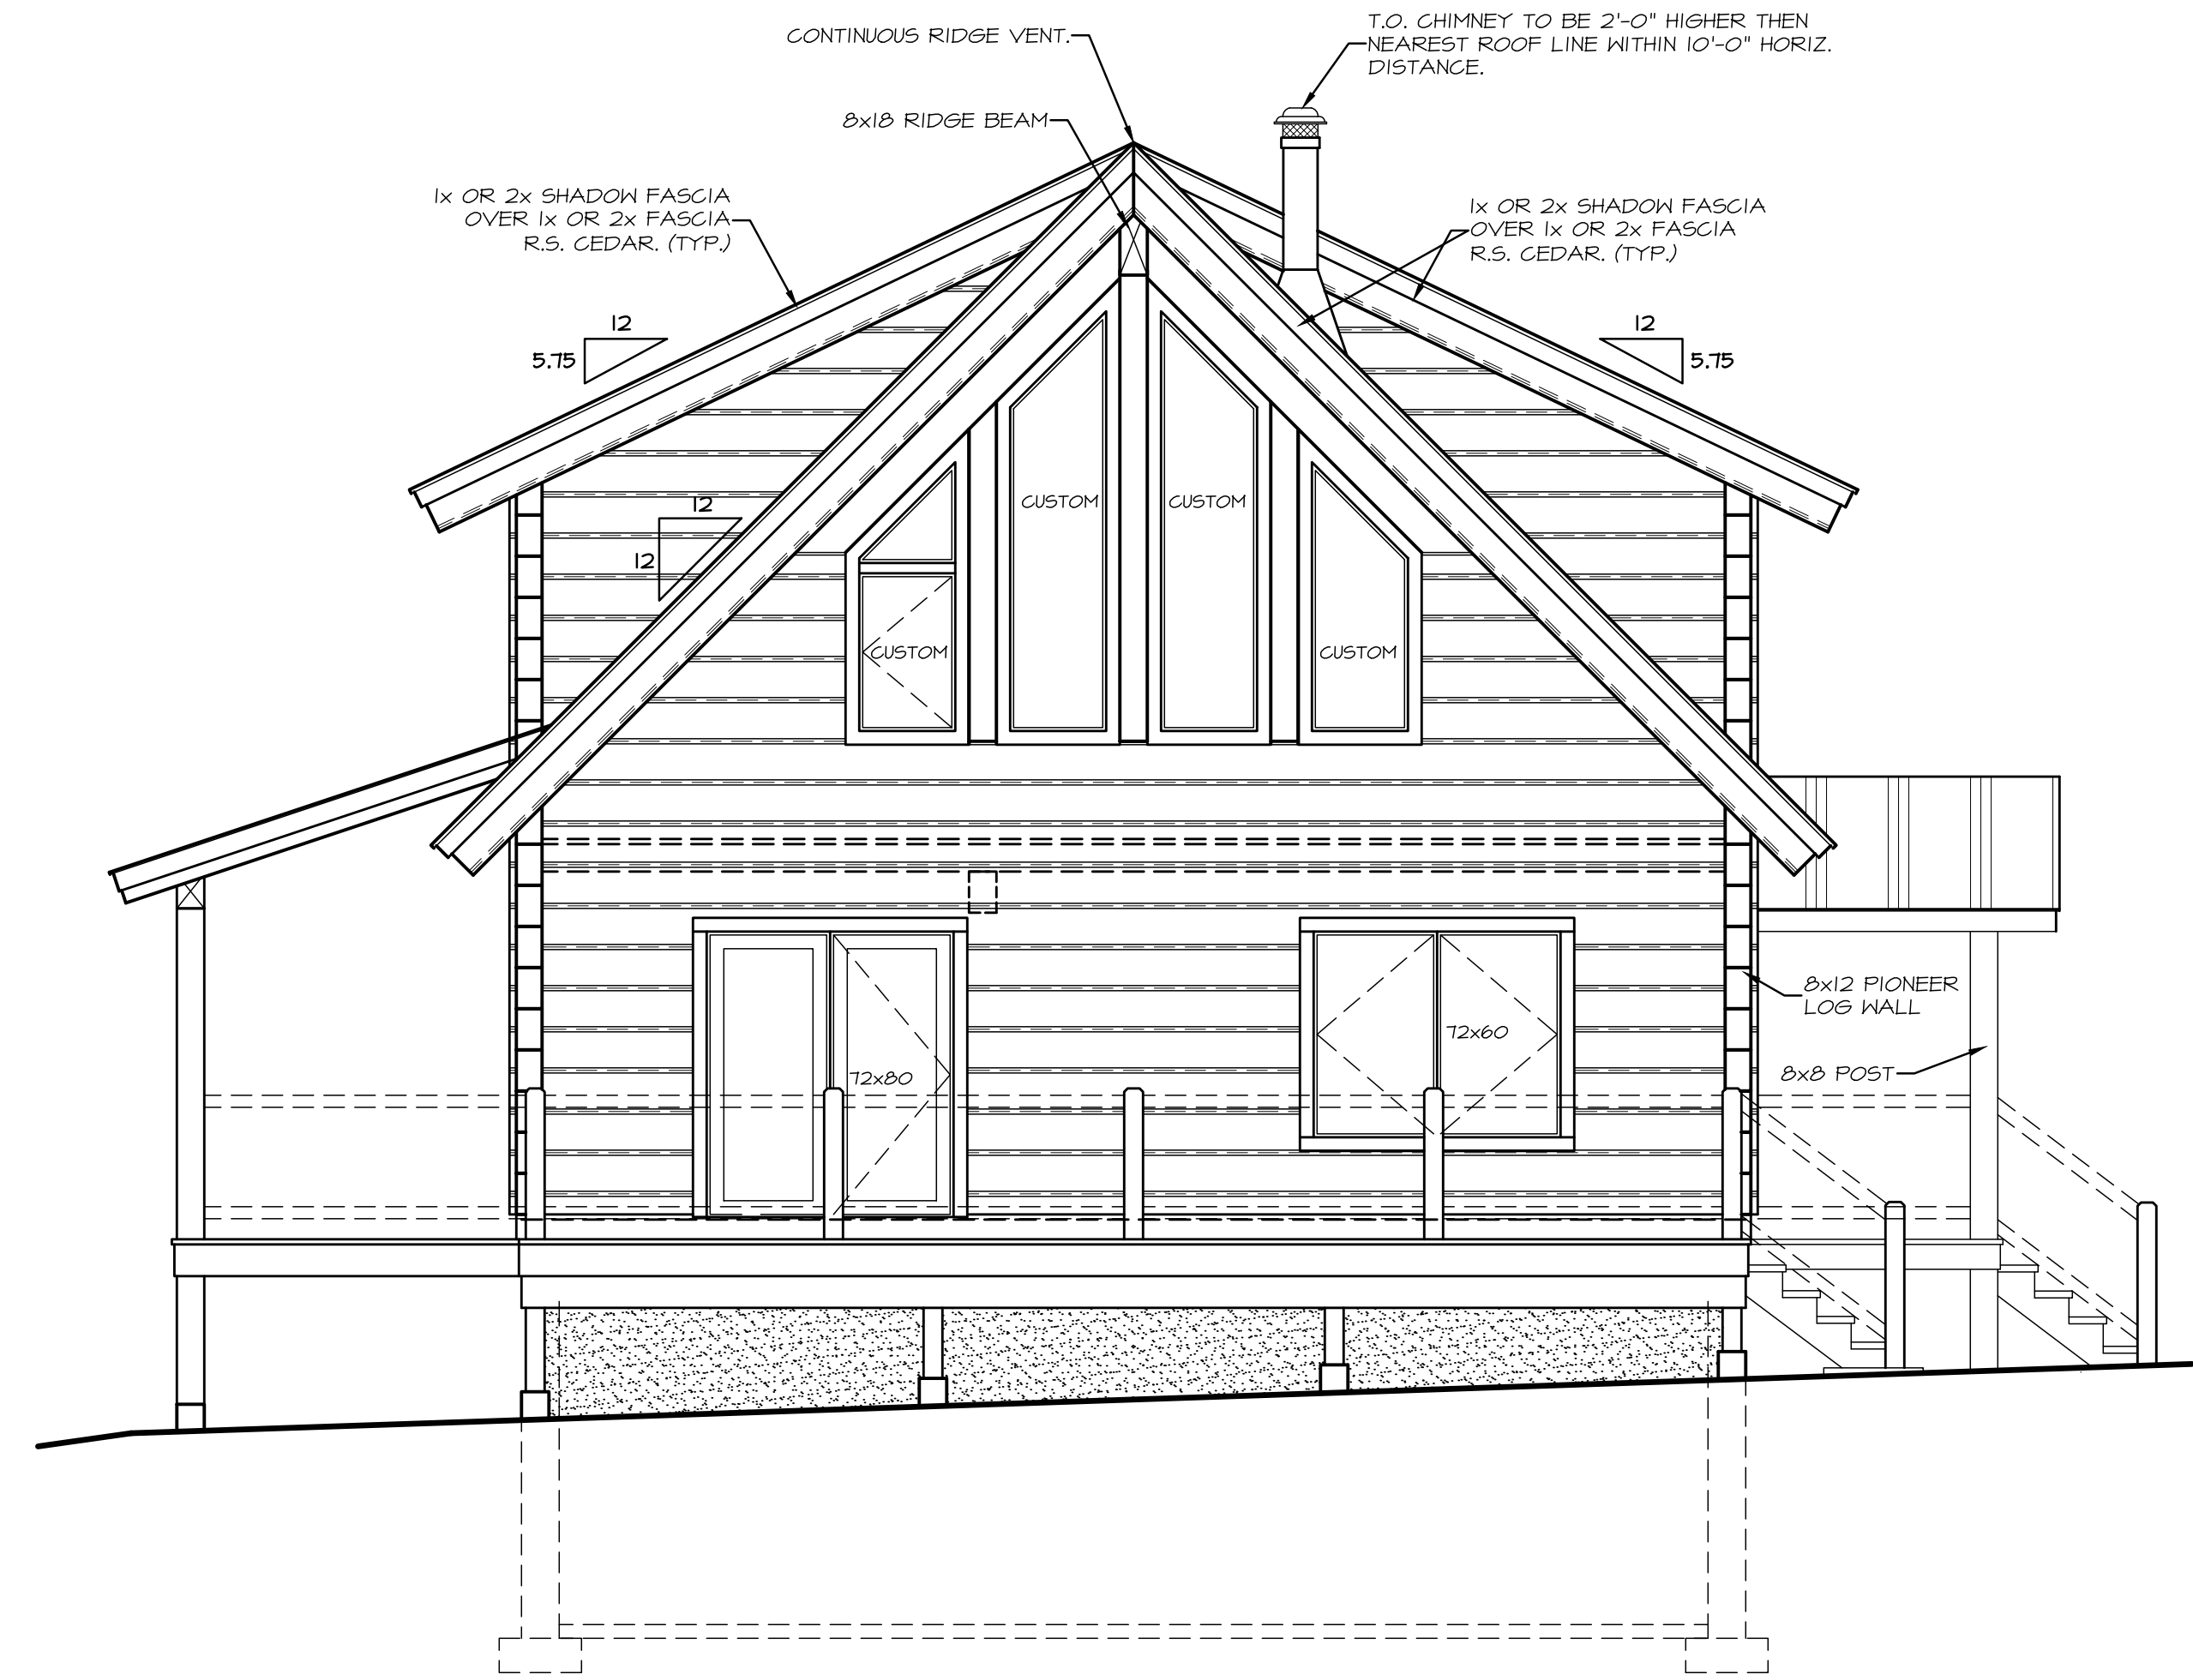 T.O. CHIMNEY TO BE 2'-0" HIGHER THEN
NEAREST ROOF LINE WITHIN 10'-0" HORIZ.
DISTANCE.
CONTINUOUS RIDGE VENT.
8x18 RIDGE BEAM
1x OR 2x SHADOW FASCIA
OVER 1x OR 2x FASCIA
R.S. CEDAR. (TYP.)
1x OR 2x SHADOW FASCIA
OVER 1x OR 2x FASCIA
R.S. CEDAR. (TYP.)
12
5.75
12
5.75
12
12
CUSTOM
CUSTOM
CUSTOM
CUSTOM
8x12 PIONEER
LOG WALL
72x60
8x8 POST
72x80